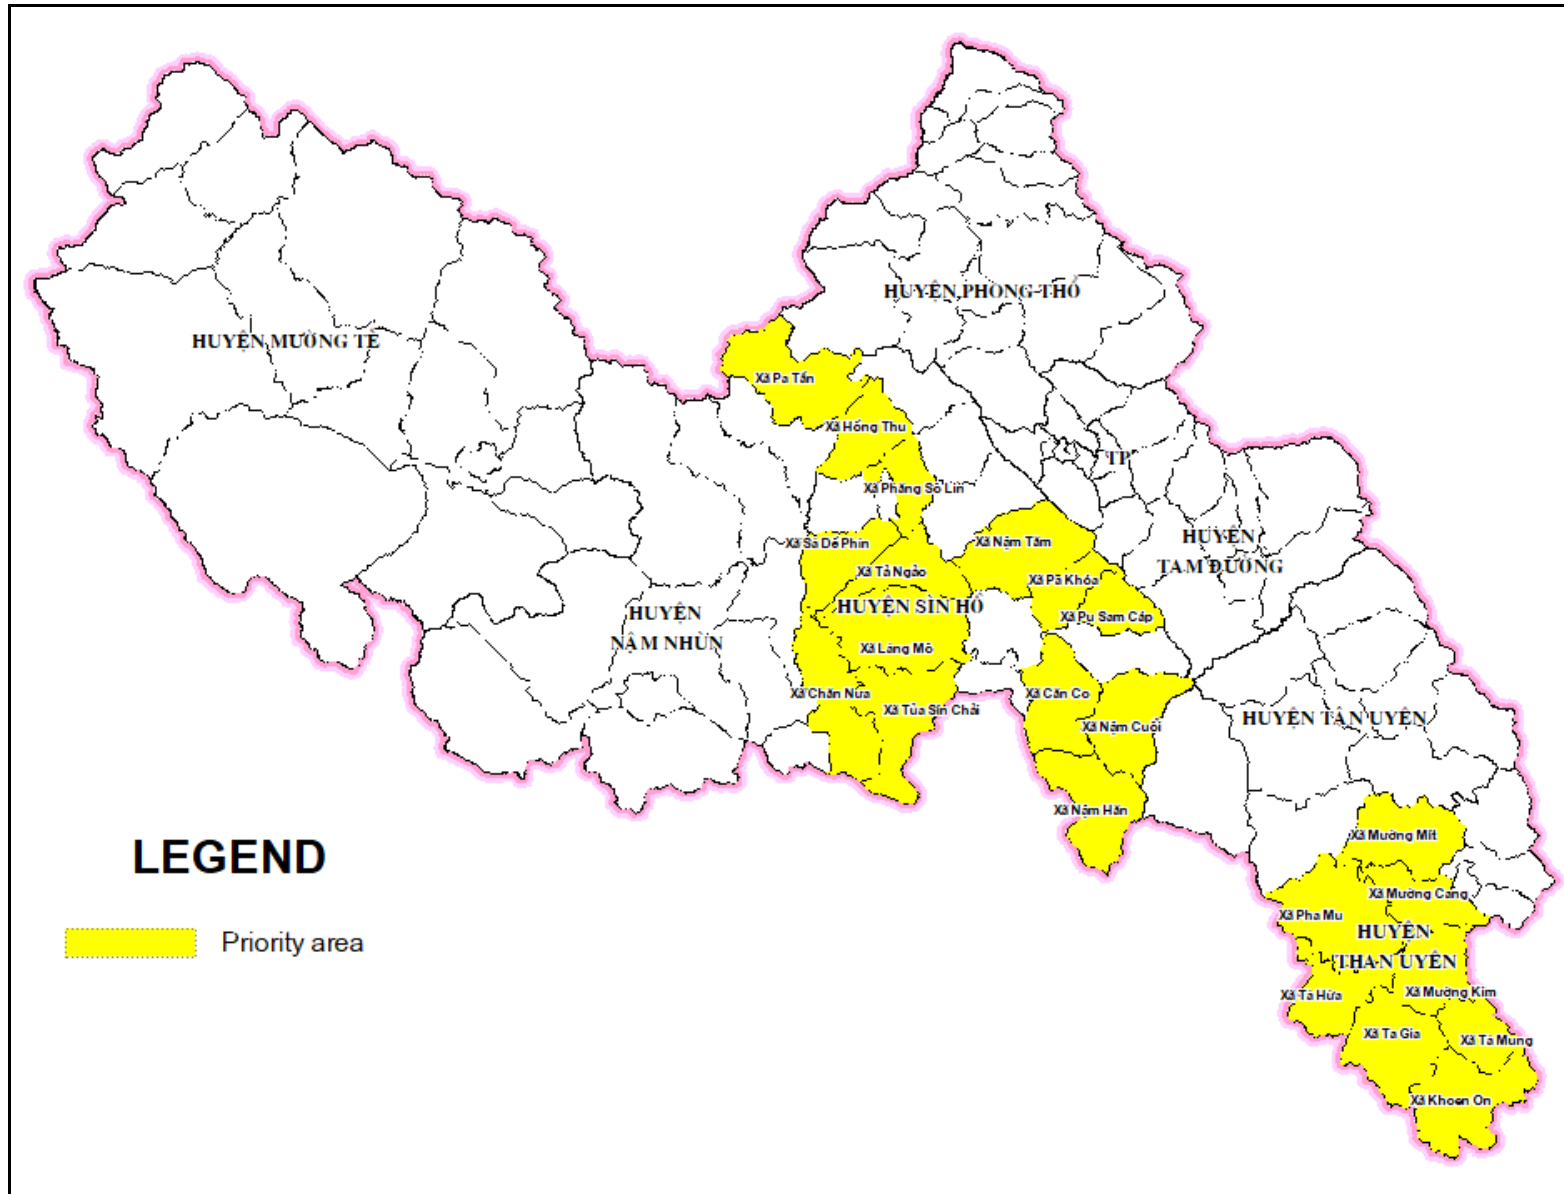 HUYỆN PHONG THỔ
HUYỆN MƯỜNG TÈ
Xã Pa Tần
Xã Hồng Thu
TP
Xã Phăng Sô Lin
HUYỆN
TAM ĐƯỜNG
Xã Sà Dề Phìn
Xã Nậm Tăm
Xã Tả Ngảo
Xã Pã Khóa
HUYỆN SÌN HỒ
Xã Pu Sam Cáp
HUYỆN
NẬM NHÙN
Xã Làng Mô
Xã Chăn Nưa
Xã Căn Co
Xã Tủa Sín Chải
Xã Nậm Cuổi
HUYỆN TÂN UYÊN
Xã Nậm Hăn
Xã Mường Mít
LEGEND
Priority area
Xã Mường Cang
Xã Pha Mu
HUYỆN
THAN UYÊN
Xã Tà Hừa
Xã Mường Kim
Xã Ta Gia
Xã Tà Mung
Xã Khoen On